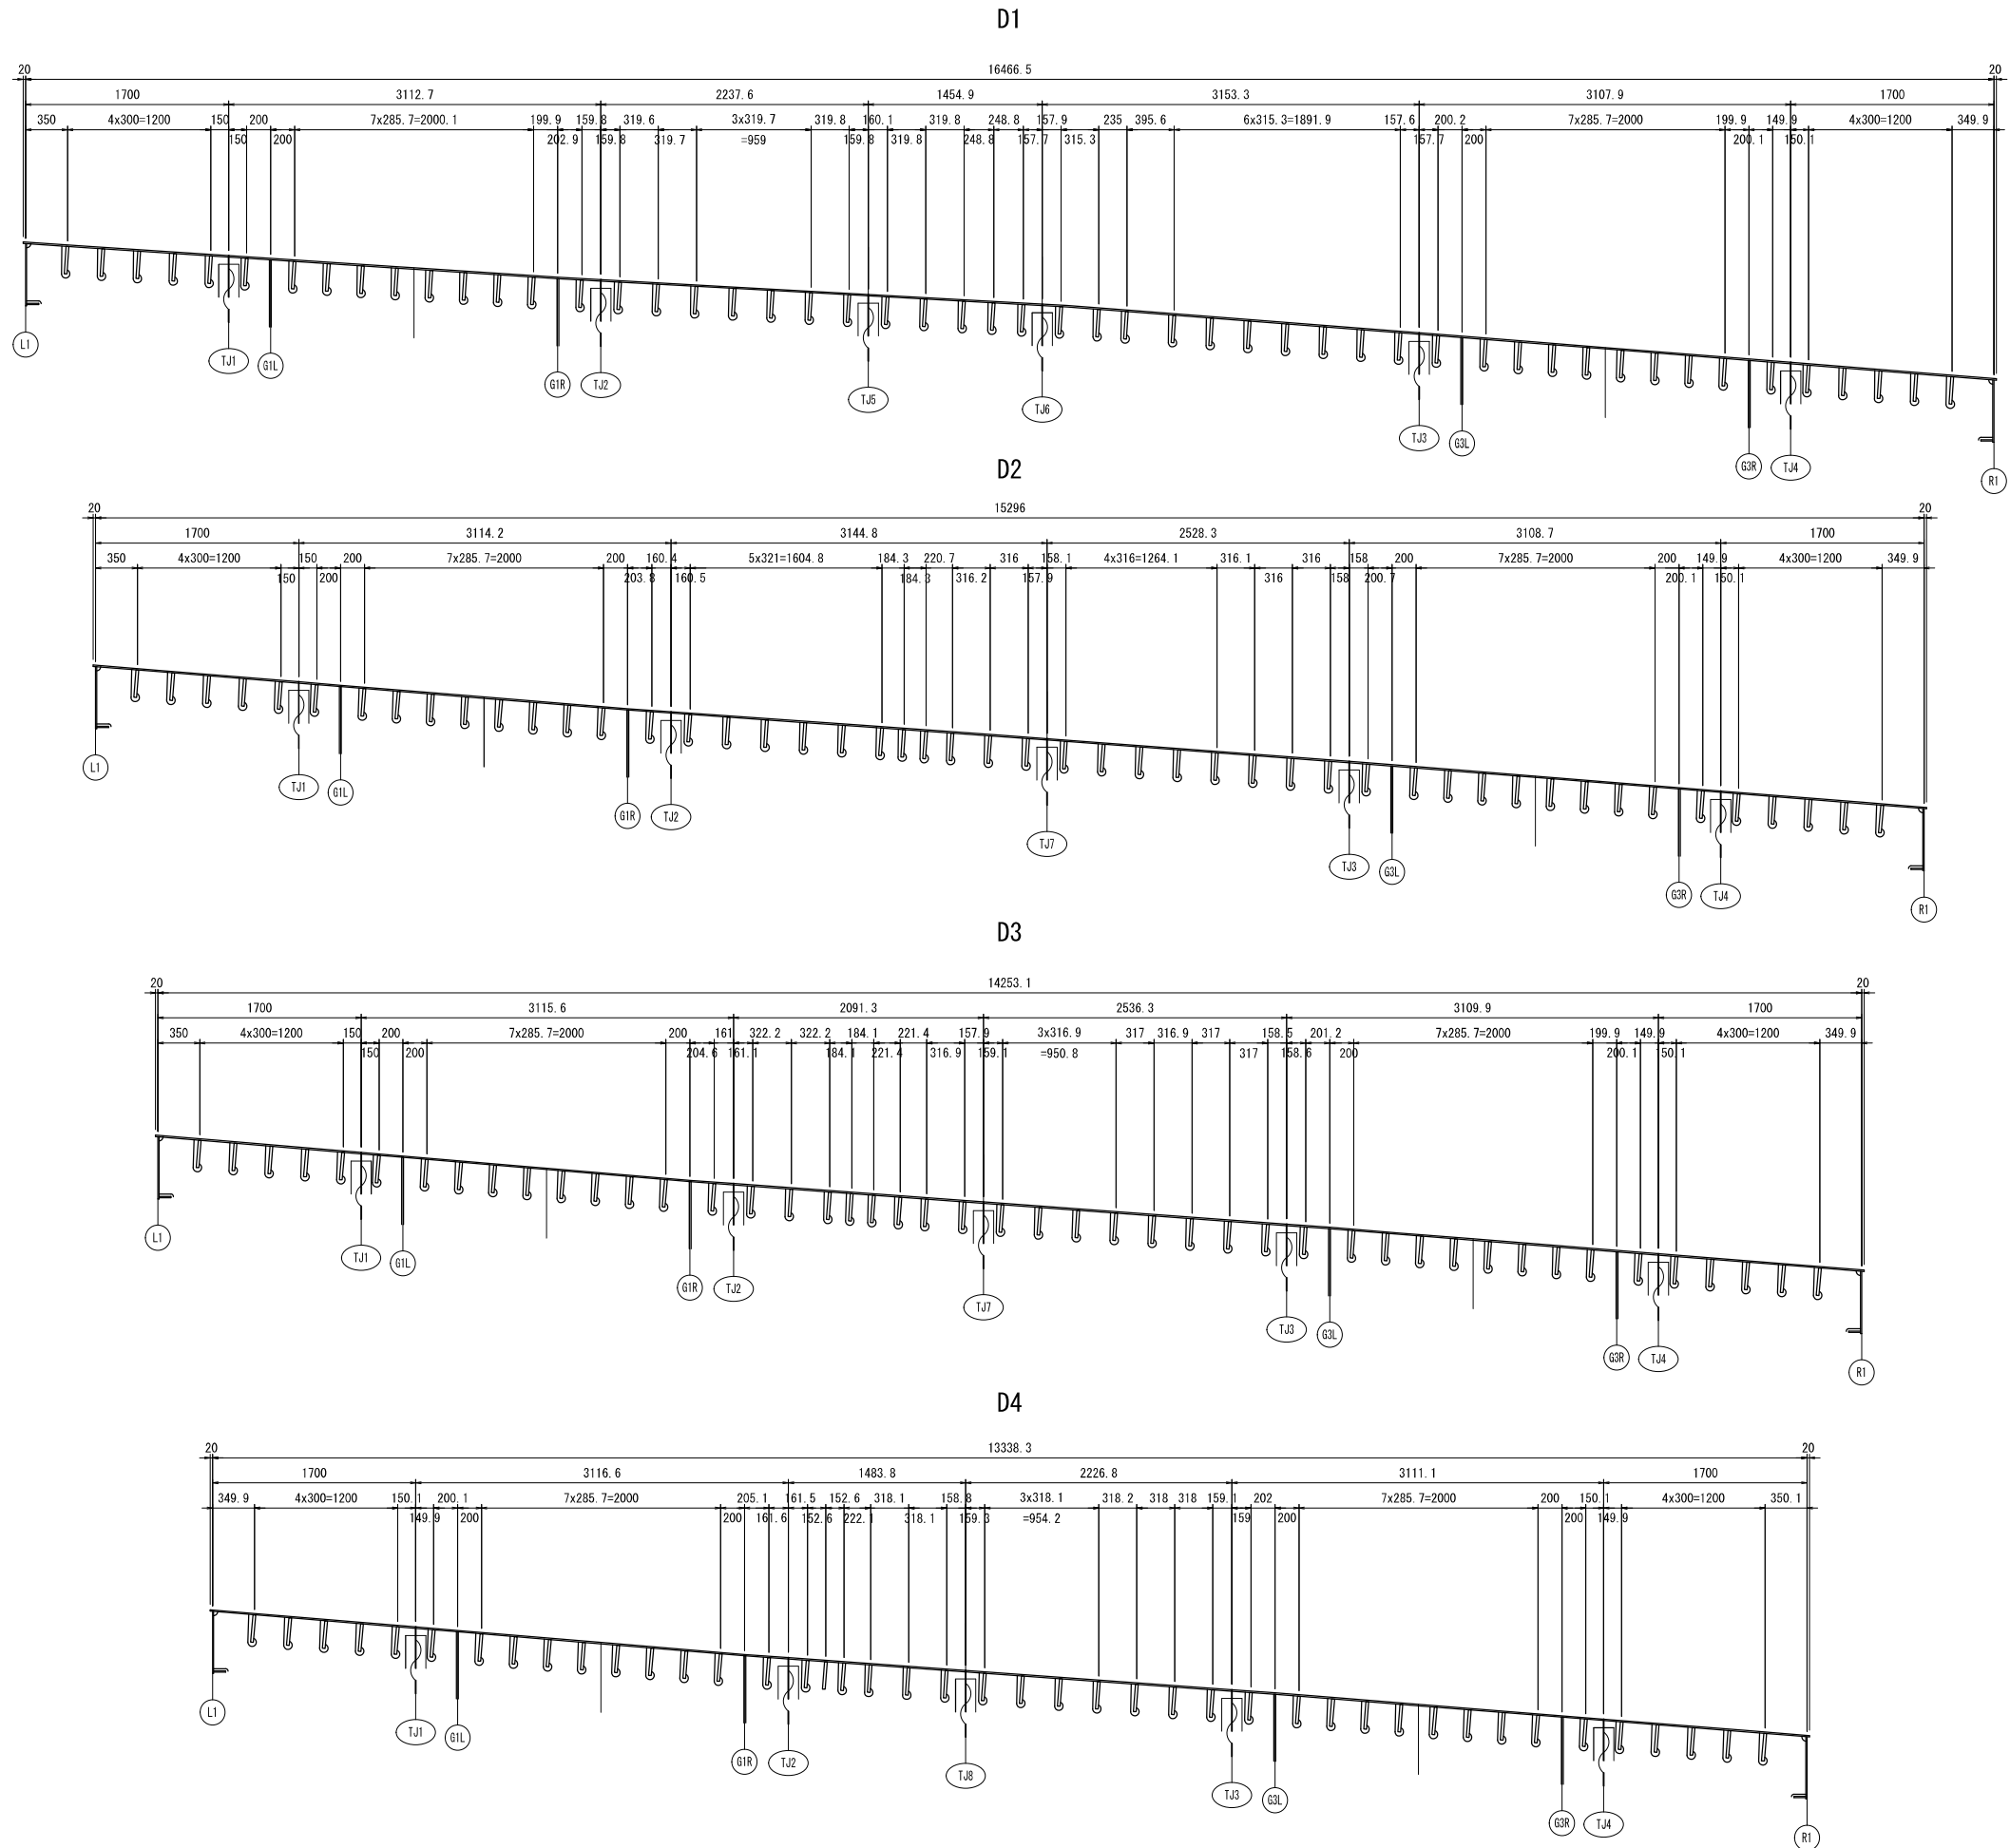 D1
20 16466.5 20
1700 3112.7 2237.6 1454.9 3153.3 3107.9 1700
350 4x300=1200 150 200 7x285.7=2000.1 199.9 159.8 319.6 3x319.7 319.8 160.1 319.8 248.8 157.9 235 395.6 6x315.3=1891.9 157.6 200.2 7x285.7=2000 199.9 149.9 4x300=1200 349.9
150 200 202.9 159.8 319.7 =959 159.8 319.8 248.8 157.7 315.3 157.7 200 200.1 150.1
L1 TJ1 G1L G1R TJ2 TJ5 TJ6 TJ3 G3L G3R TJ4 R1
D2
20 15296 20
1700 3114.2 3144.8 2528.3 3108.7 1700
350 4x300=1200 150 200 7x285.7=2000 200 160.4 5x321=1604.8 184.3 220.7 316 158.1 4x316=1264.1 316.1 316 158 200 7x285.7=2000 200 149.9 4x300=1200 349.9
150 200 203.8 160.5 184.3 316.2 157.9 316 158 200.7 200.1 150.1
L1 TJ1 G1L G1R TJ2 TJ7 TJ3 G3L G3R TJ4 R1
D3
20 14253.1 20
1700 3115.6 2091.3 2536.3 3109.9 1700
350 4x300=1200 150 200 7x285.7=2000 200 161 322.2 322.2 184.1 221.4 157.9 3x316.9 317 316.9 317 158.5 201.2 7x285.7=2000 199.9 149.9 4x300=1200 349.9
150 200 204.6 161.1 184.1 221.4 316.9 159.1 =950.8 317 158.6 200 200.1 150.1
L1 TJ1 G1L G1R TJ2 TJ7 TJ3 G3L G3R TJ4 R1
D4
20 13338.3 20
1700 3116.6 1483.8 2226.8 3111.1 1700
349.9 4x300=1200 150.1 200.1 7x285.7=2000 205.1 161.5 152.6 318.1 158.8 3x318.1 318.2 318 318 159.1 202 7x285.7=2000 200 150.1 4x300=1200 350.1
149.9 200 200 161.6 152.6 222.1 318.1 159.3 =954.2 159 200 200 149.9
L1 TJ1 G1L G1R TJ2 TJ8 TJ3 G3L G3R TJ4 R1